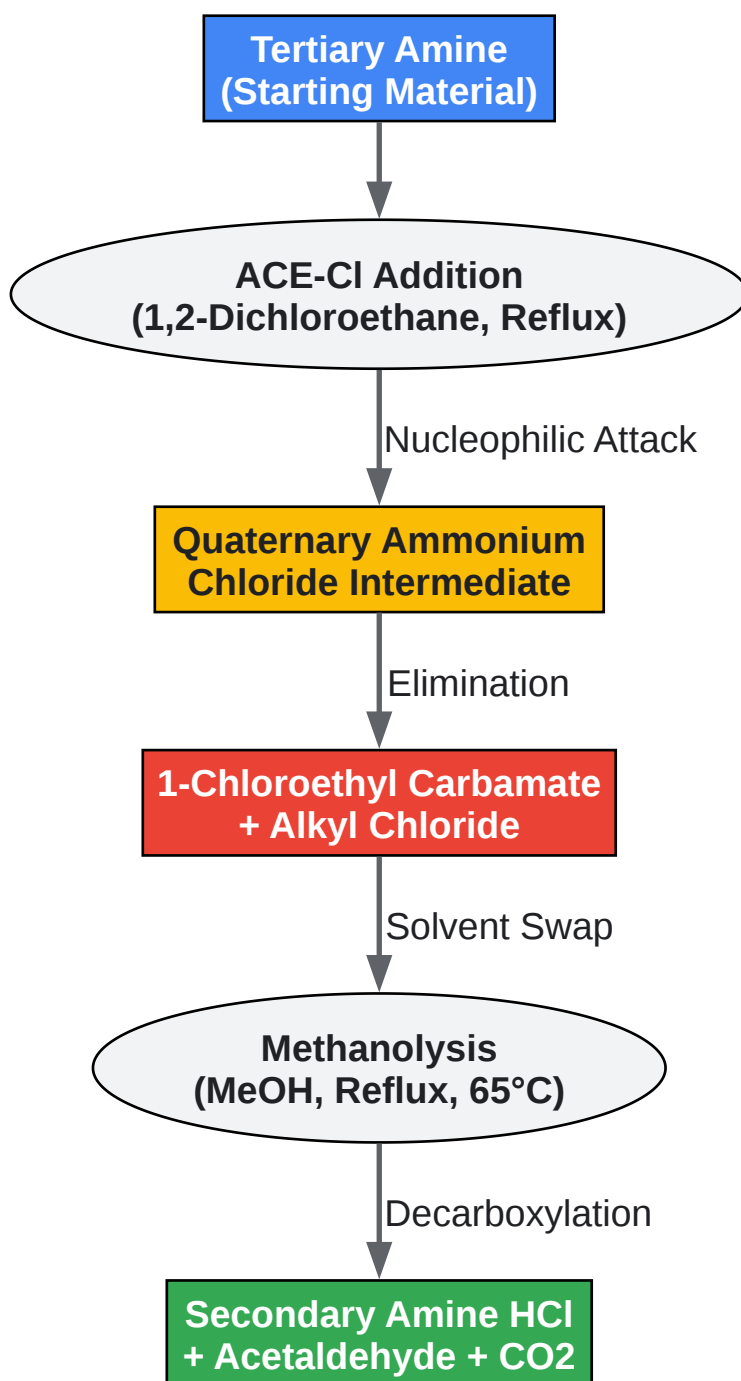 Tertiary Amine
(Starting Material)
ACE-Cl Addition
(1,2-Dichloroethane, Reflux)
Nucleophilic Attack
Quaternary Ammonium
Chloride Intermediate
Elimination
1-Chloroethyl Carbamate
+ Alkyl Chloride
Solvent Swap
Methanolysis
(MeOH, Reflux, 65°C)
Decarboxylation
Secondary Amine HCl
+ Acetaldehyde + CO2